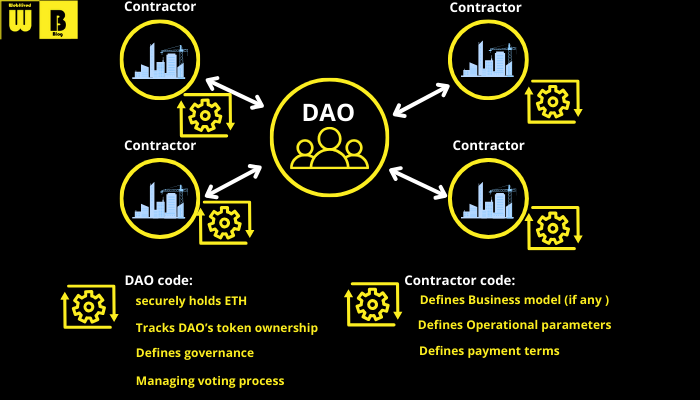 Web3Fired
W
B
Blog
Contractor
Contractor
DAO
Contractor
Contractor
DAO code:
securely holds ETH
Tracks DAO’s token ownership
Defines governance
Managing voting process
Contractor code:
Defines Business model (if any )
Defines Operational parameters
Defines payment terms